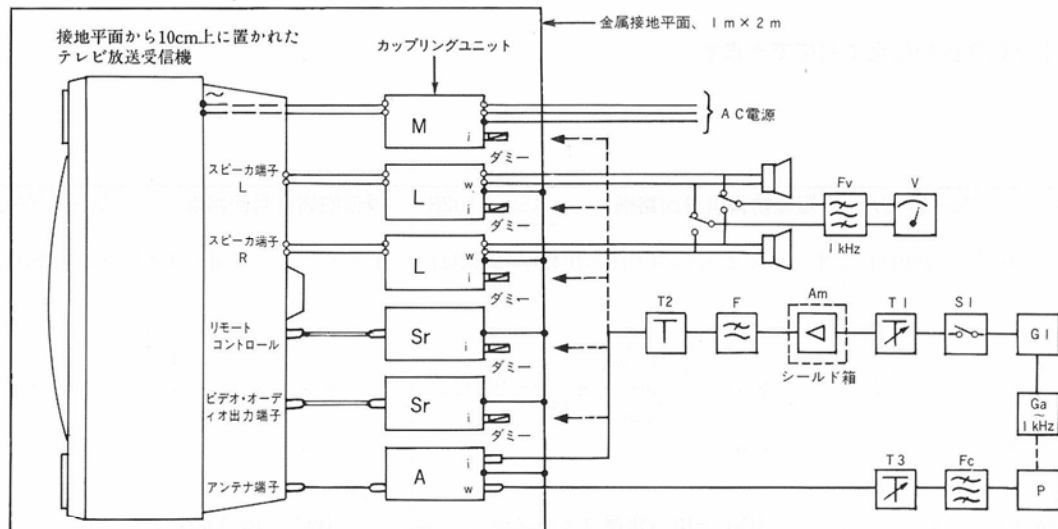 接地平面から10cm上に置かれた
テレビ放送受信機
カップリングユニット
金属接地平面、1m×2m
~
M
i
ダミー
AC電源
スピーカ端子
L
L
w
i
ダミー
スピーカ端子
R
L
w
i
ダミー
Fv
1kHz
V
リモート
コントロール
Sr
i
ダミー
T2
F
Am
シールド箱
T1
S1
G1
ビデオ・オーデ
ィオ出力端子
Sr
i
ダミー
Ga
~
1kHz
アンテナ端子
A
i
w
T3
Fc
P